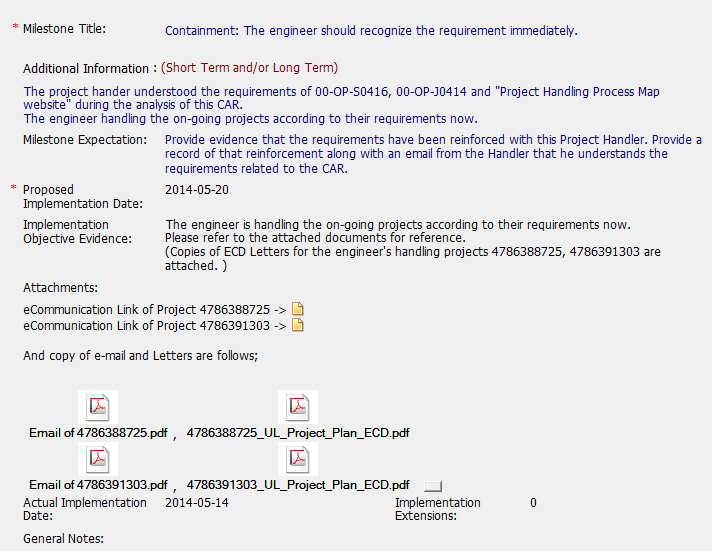 * Milestone Title: Containment: The engineer should recognize the requirement immediately.
Additional Information : (Short Term and/or Long Term)
The project hander understood the requirements of 00-OP-S0416, 00-OP-J0414 and "Project Handling Process Map
website" during the analysis of this CAR.
The engineer handling the on-going projects according to their requirements now.
Milestone Expectation: Provide evidence that the requirements have been reinforced with this Project Handler. Provide a
record of that reinforcement along with an email from the Handler that he understands the
requirements related to the CAR.
* Proposed 2014-05-20
Implementation Date:
Implementation The engineer is handling the on-going projects according to their requirements now.
Objective Evidence: Please refer to the attached documents for reference.
(Copies of ECD Letters for the engineer's handling projects 4786388725, 4786391303 are
attached. )
Attachments:
eCommunication Link of Project 4786388725 ->
eCommunication Link of Project 4786391303 ->
And copy of e-mail and Letters are follows;
Email of 4786388725.pdf , 4786388725_UL_Project_Plan_ECD.pdf
Email of 4786391303.pdf , 4786391303_UL_Project_Plan_ECD.pdf
Actual Implementation 2014-05-14 Implementation 0
Date: Extensions:
General Notes: